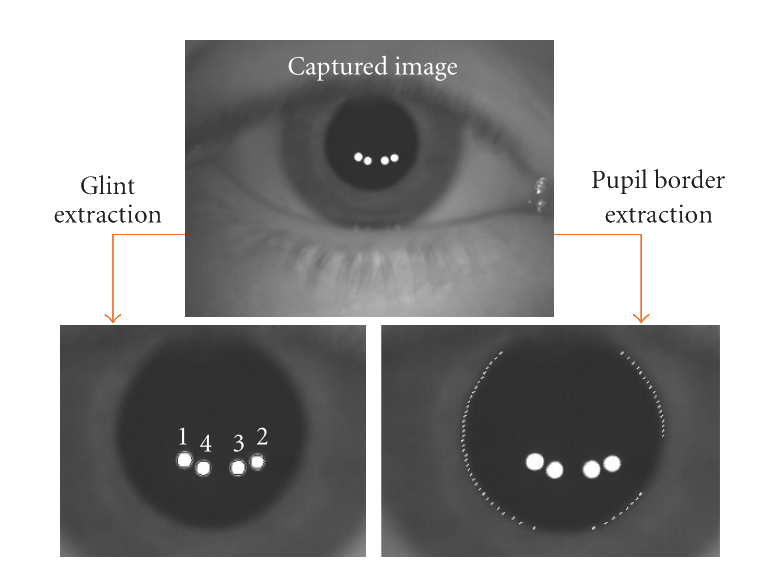 Captured image
Glint
extraction
Pupil border
extraction
1 4 3 2